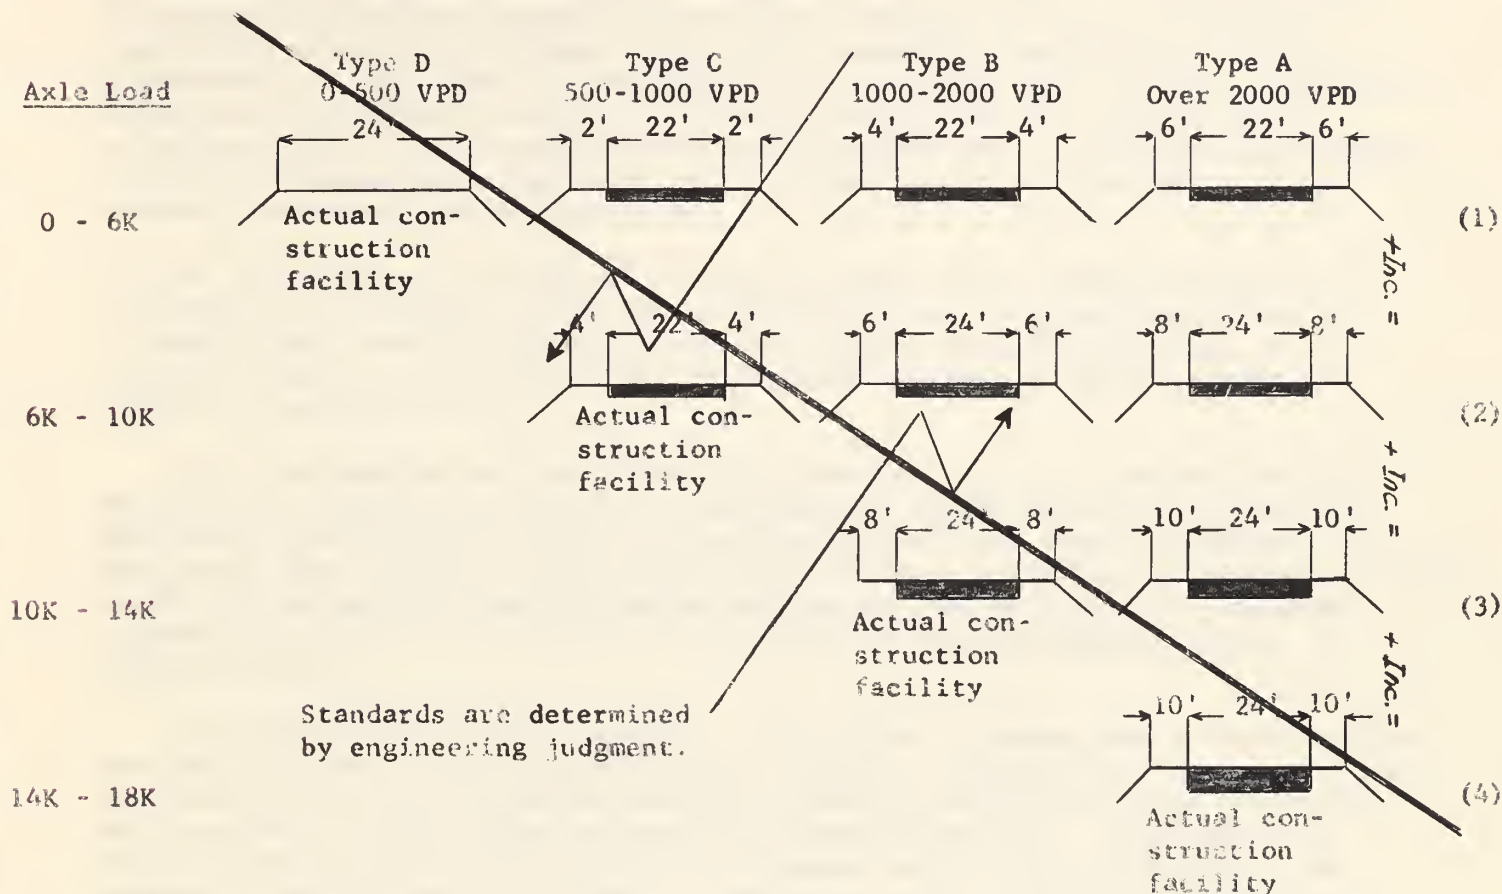 Type D Type C Type B Type A
Axle Load 0-500 VPD 500-1000 VPD 1000-2000 VPD Over 2000 VPD
24' 2' 22' 2' 4' 22' 4' 6' 22' 6'
0 - 6K (1)
Actual con-
struction
facility
+Inc. =
4' 22' 4' 6' 24' 6' 8' 24' 8'
6K - 10K (2)
Actual con-
struction
facility
+ Inc. =
8' 24' 8' 10' 24' 10'
10K - 14K (3)
Actual con-
struction
facility
+ Inc. =
10' 24' 10'
Standards are determined
by engineering judgment.
14K - 18K (4)
Actual con-
struction
facility